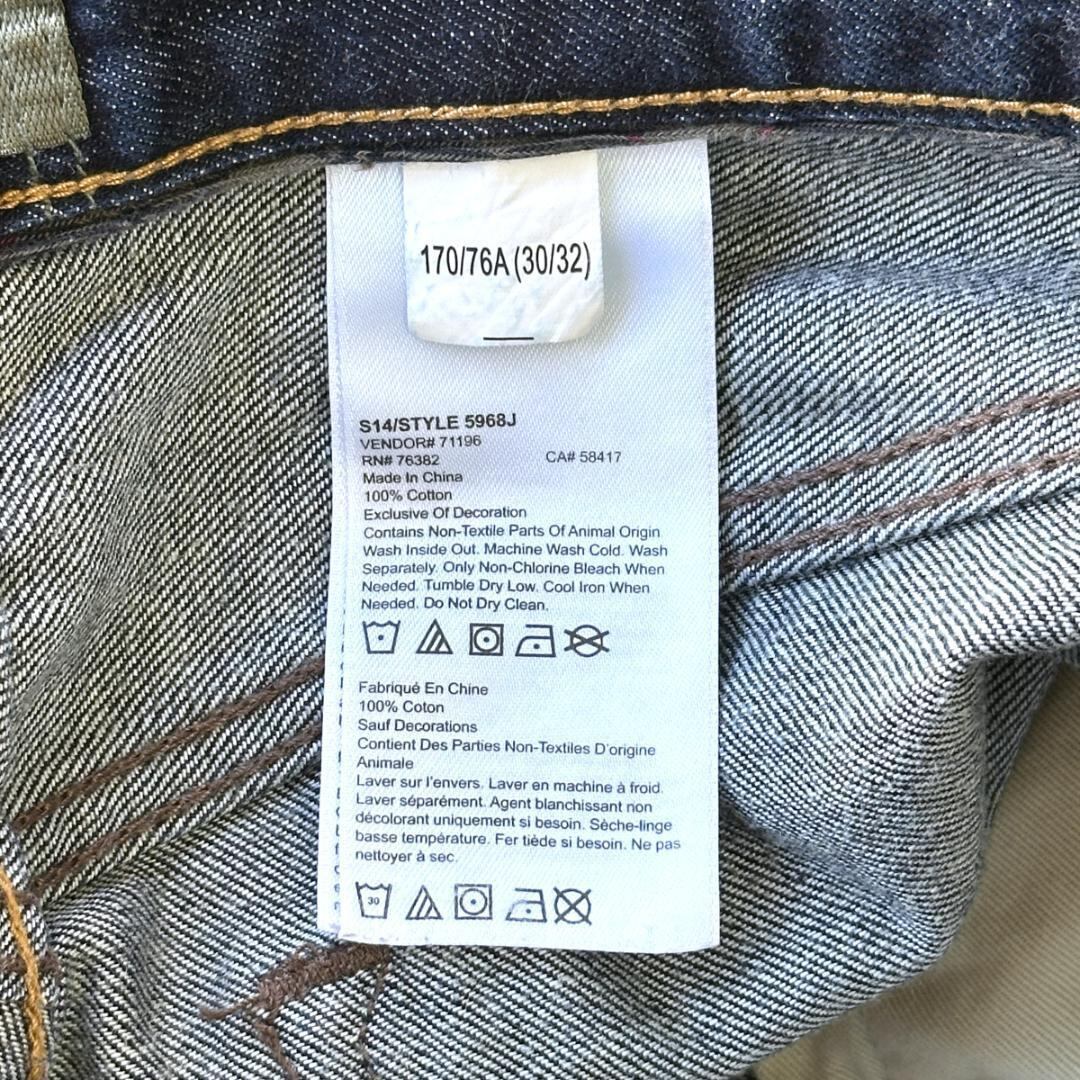 170/76A (30/32)
S14/STYLE 5968J
VENDOR# 71196
RN# 76382 CA# 58417
Made In China
100% Cotton
Exclusive Of Decoration
Contains Non-Textile Parts Of Animal Origin
Wash Inside Out. Machine Wash Cold. Wash
Separately. Only Non-Chlorine Bleach When
Needed. Tumble Dry Low. Cool Iron When
Needed. Do Not Dry Clean.
Fabriqué En Chine
100% Coton
Sauf Decorations
Contient Des Parties Non-Textiles D'origine
Animale
Laver sur l'envers. Laver en machine à froid.
Laver séparément. Agent blanchissant non
décolorant uniquement si besoin. Sèche-linge
basse température. Fer tiède si besoin. Ne pas
nettoyer à sec.
30